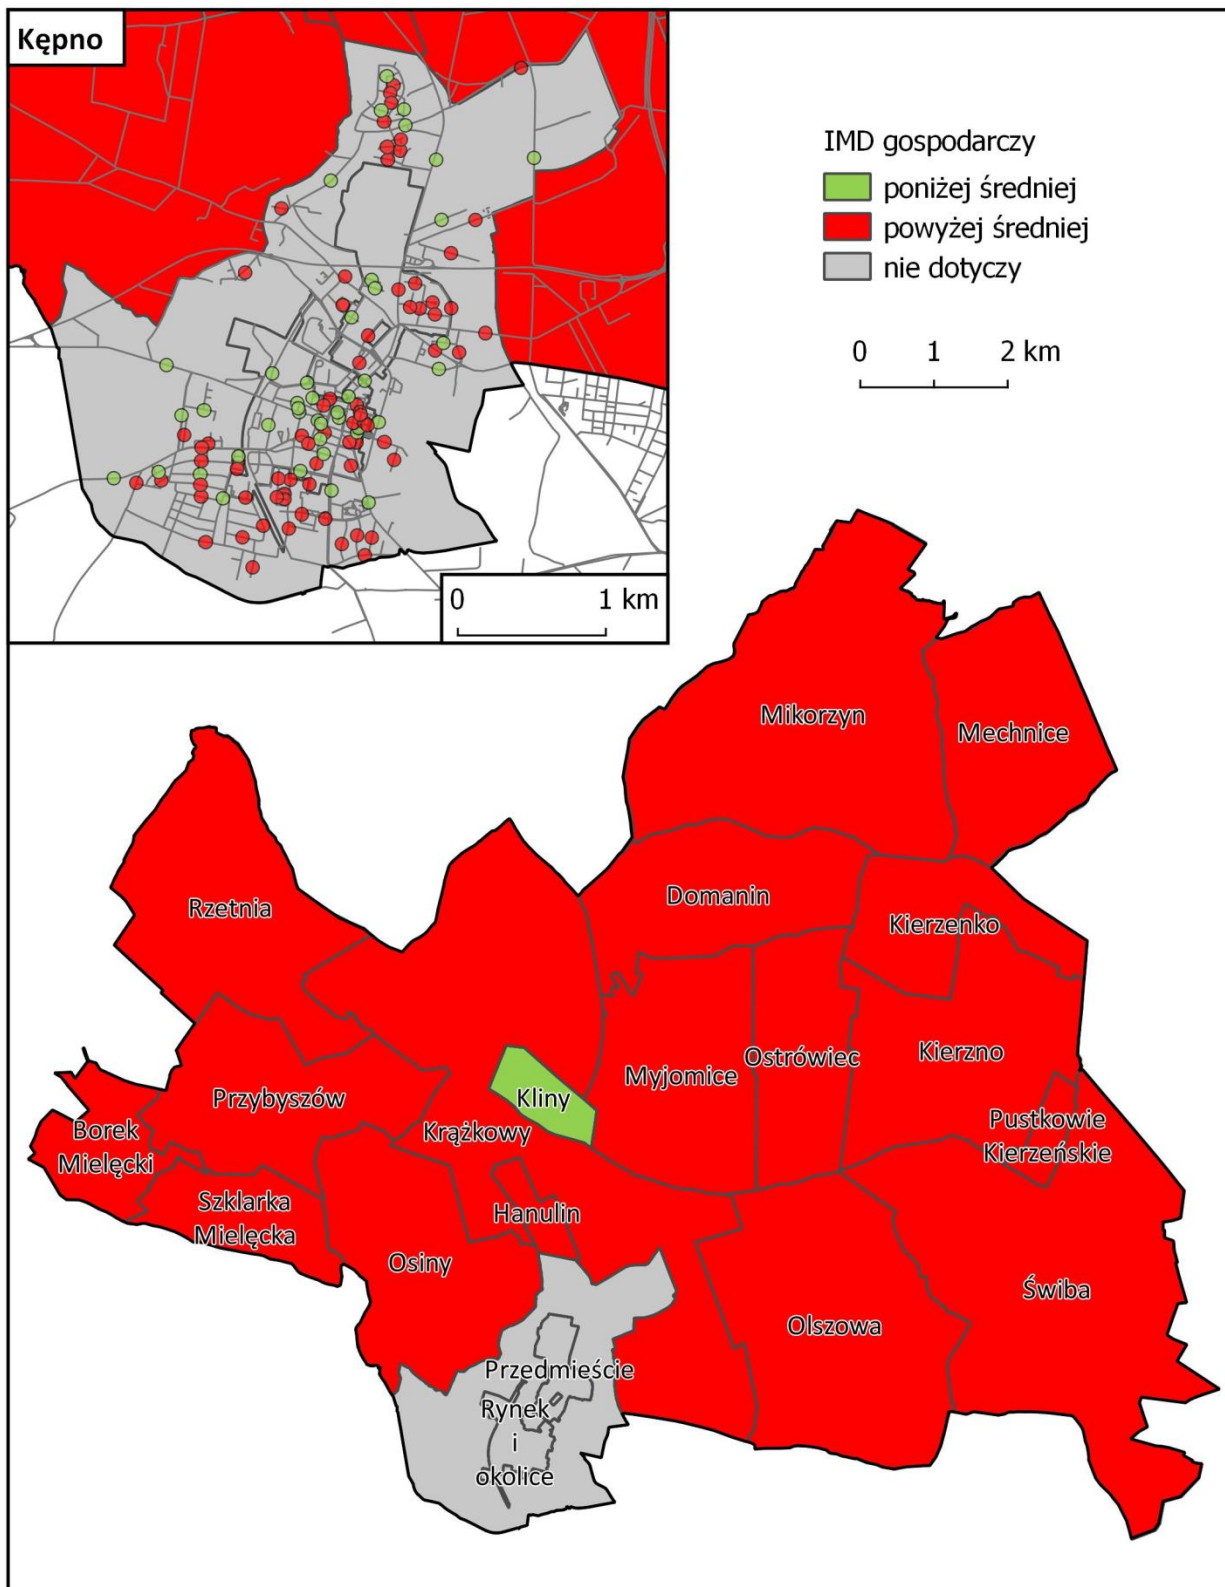 Kępno
IMD gospodarczy
poniżej średniej
powyżej średniej
nie dotyczy
0 1 2 km
0 1 km
Mikorzyn
Mechnice
Domanin
Rzetnia
Kierzenko
Ostrówiec
Kierzno
Myjomice
Kliny
Przybyszów
Pustkowie
Kierzeńskie
Borek
Mielęcki
Krążkowy
Szklarka
Mielęcka
Hanulin
Osiny
Świba
Olszowa
Przedmieście
Rynek
i
okolice